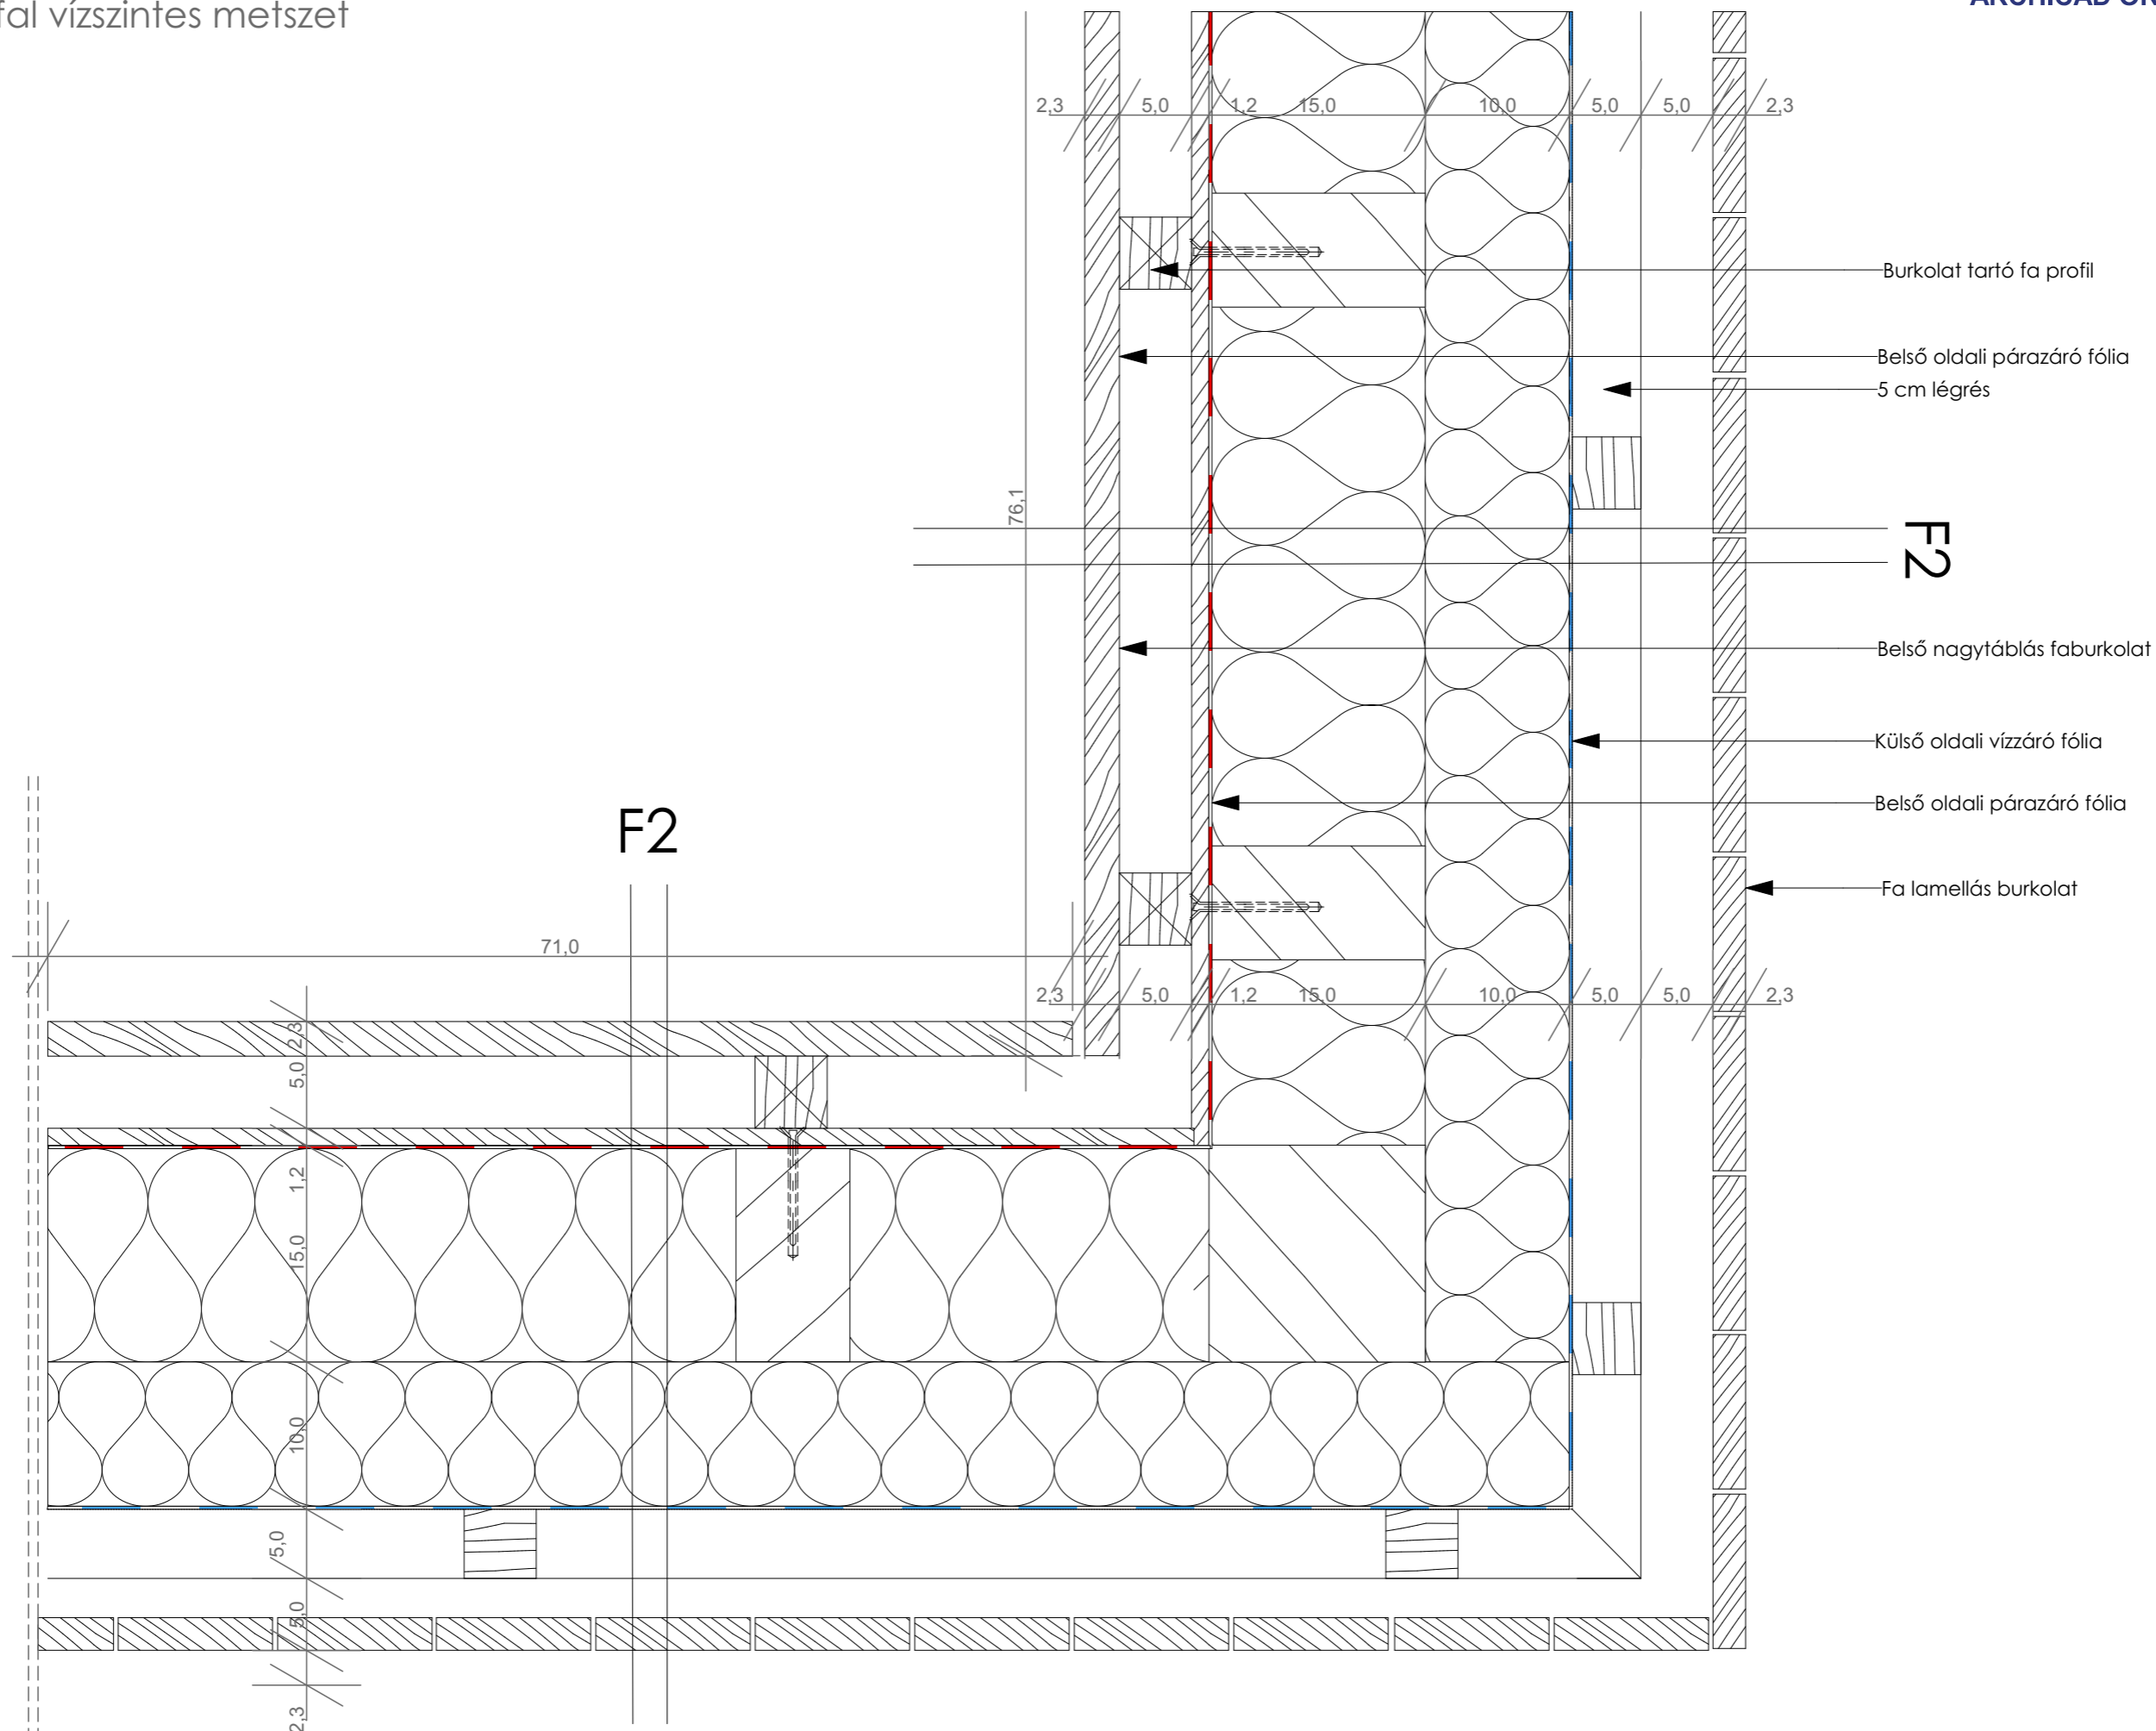 fal vízszintes metszet
2,3 5,0 1,2 15,0 10,0 5,0 5,0 2,3
Burkolat tartó fa profil
Belső oldali párazáró fólia
5 cm légrés
76,1
F2
Belső nagytáblás faburkolat
Külső oldali vízzáró fólia
Belső oldali párazáró fólia
F2
Fa lamellás burkolat
71,0
2,3 5,0 1,2 15,0 10,0 5,0 5,0 2,3
2,3
5,0
1,2
15,0
10,0
5,0
5,0
2,3